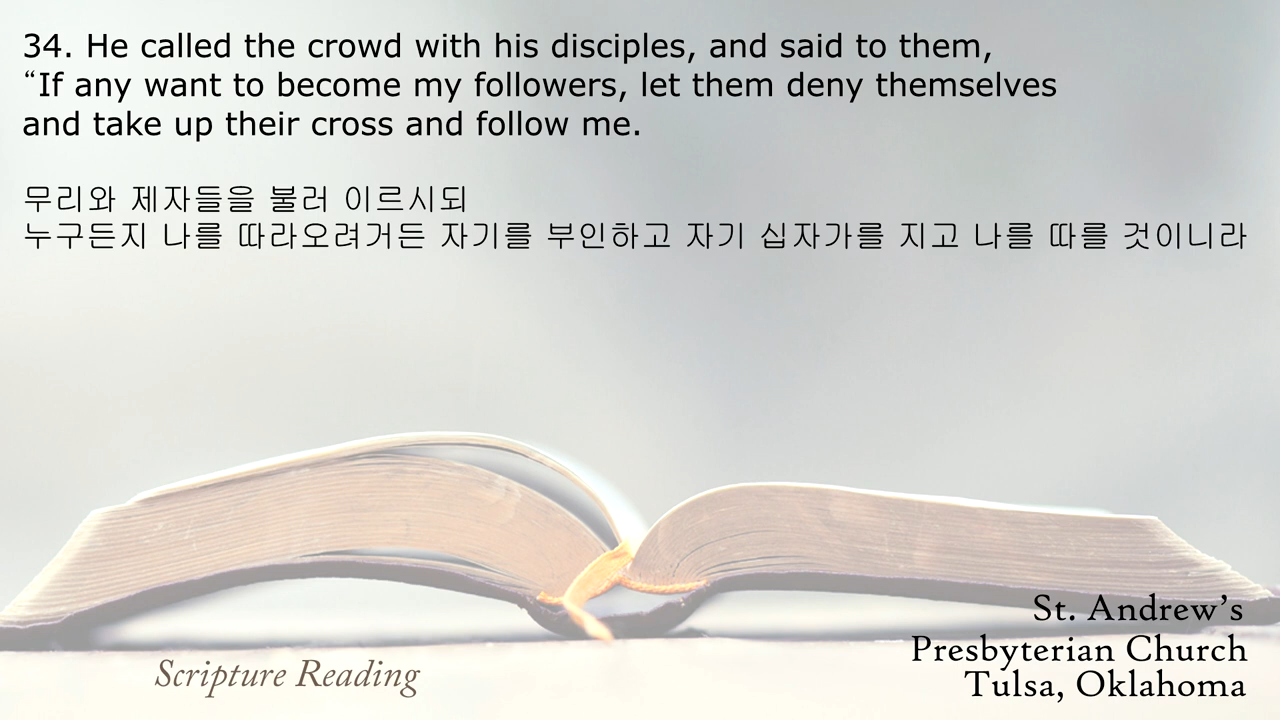 34. He called the crowd with his disciples, and said to them,
“If any want to become my followers, let them deny themselves
and take up their cross and follow me.
무리와 제자들을 불러 이르시되
누구든지 나를 따라오려거든 자기를 부인하고 자기 십자가를 지고 나를 따를 것이니라
Scripture Reading
St. Andrew’s
Presbyterian Church
Tulsa, Oklahoma